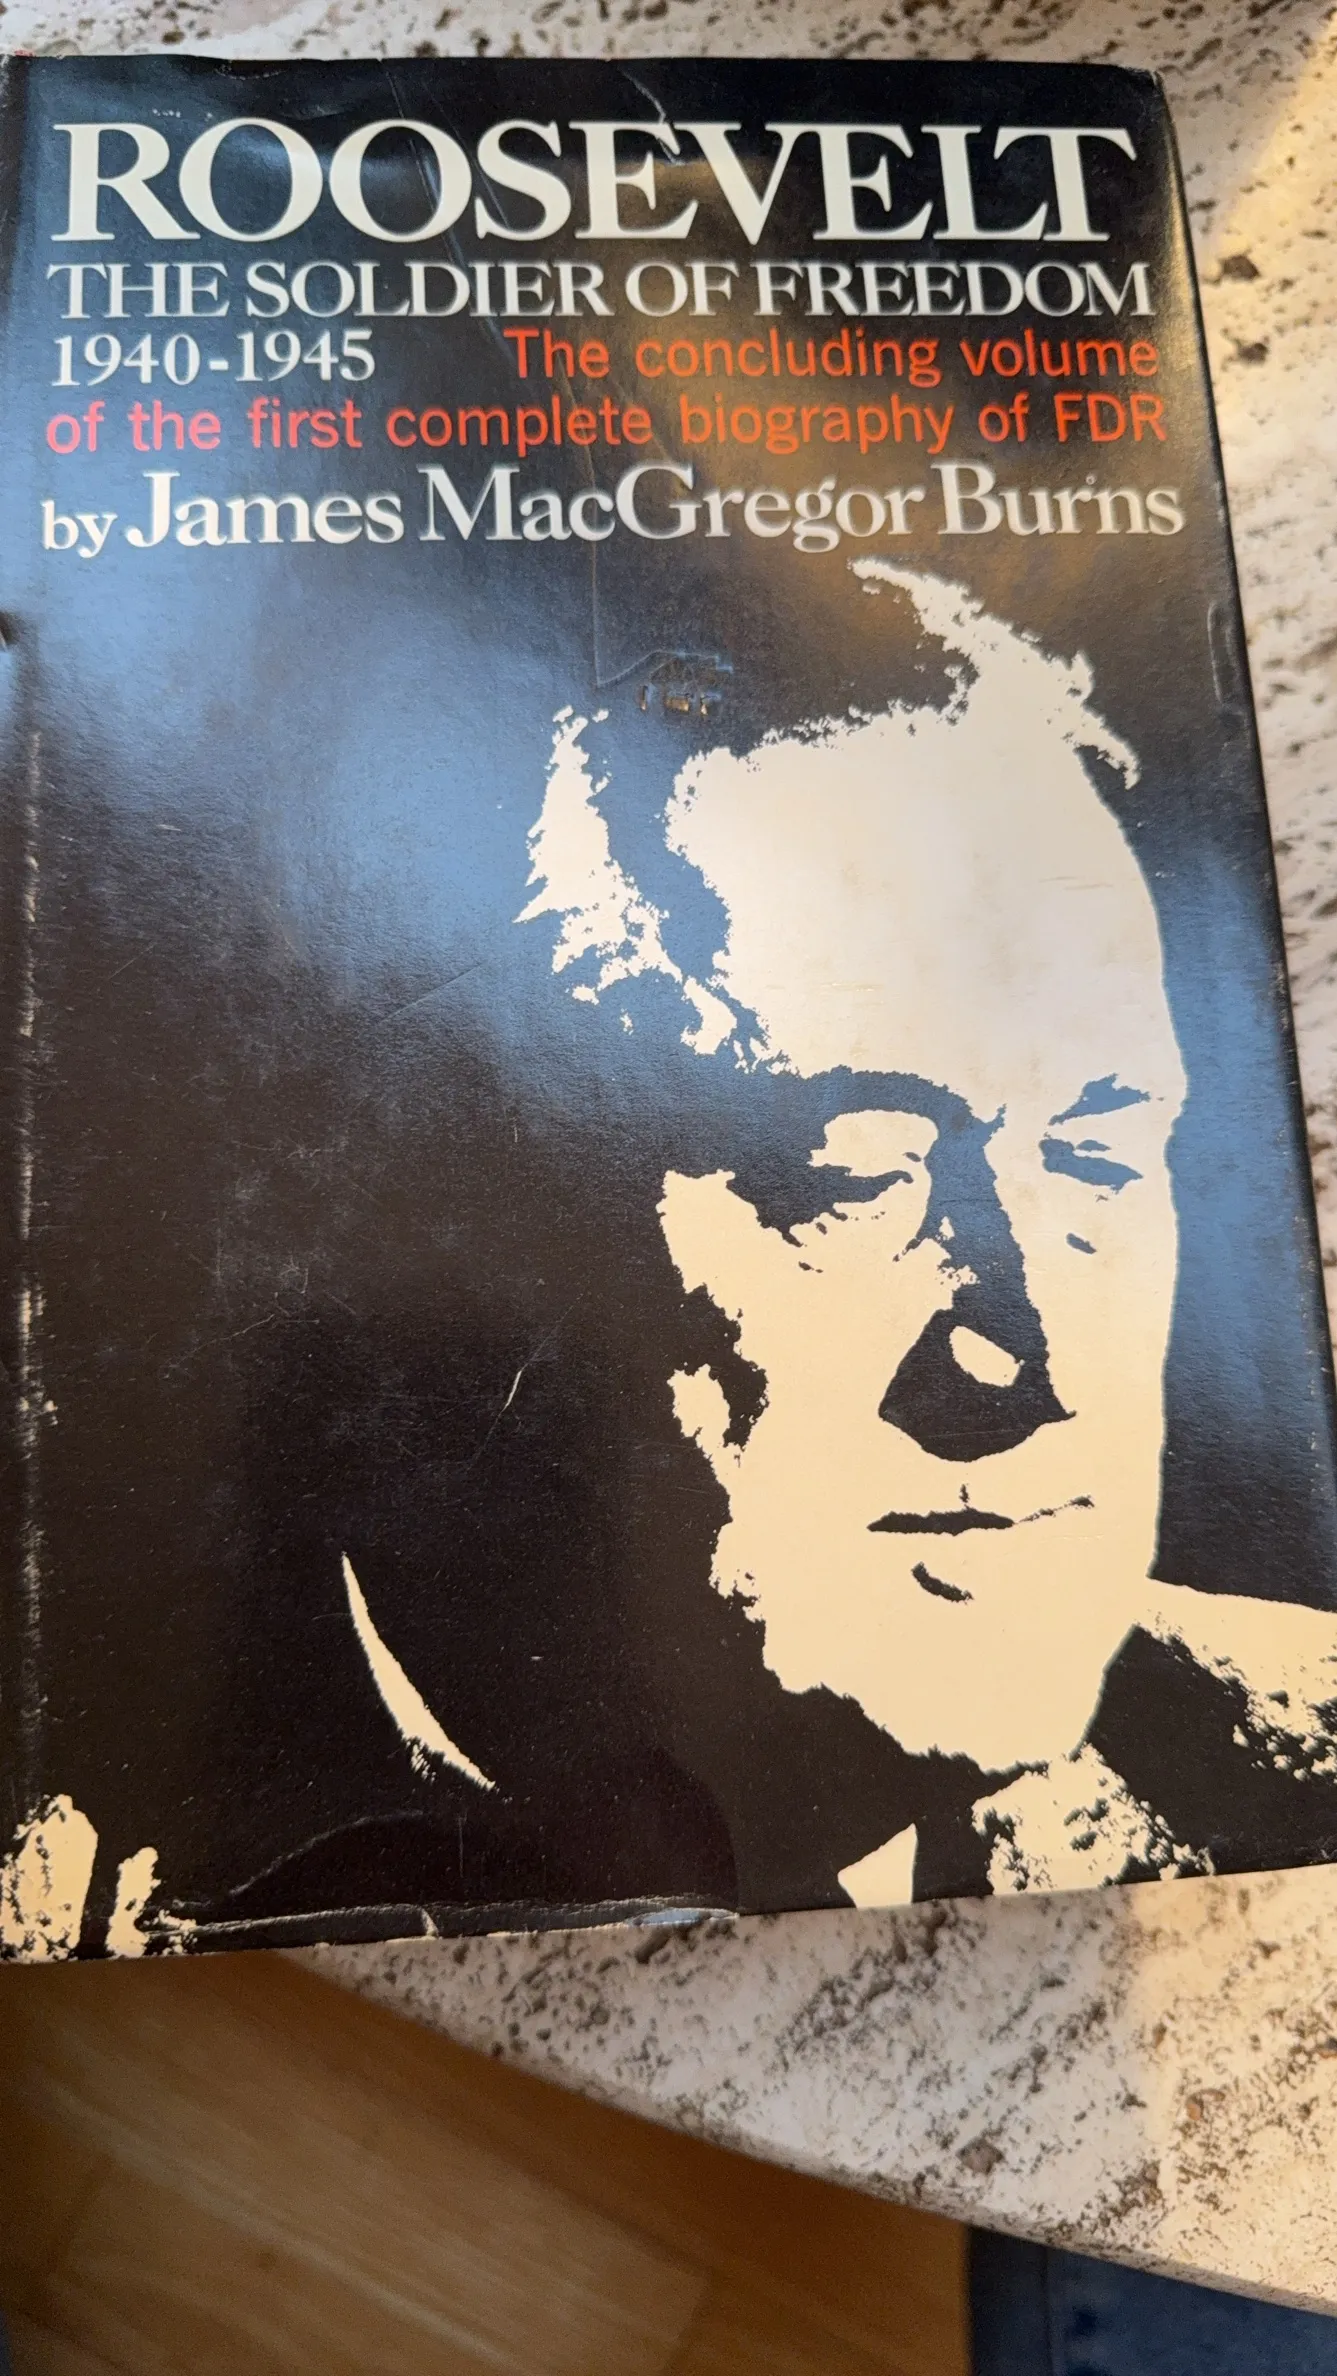 ROOSEVELT
THE SOLDIER OF FREEDOM
1940-1945 The concluding volume
of the first complete biography of FDR
by James MacGregor Burns